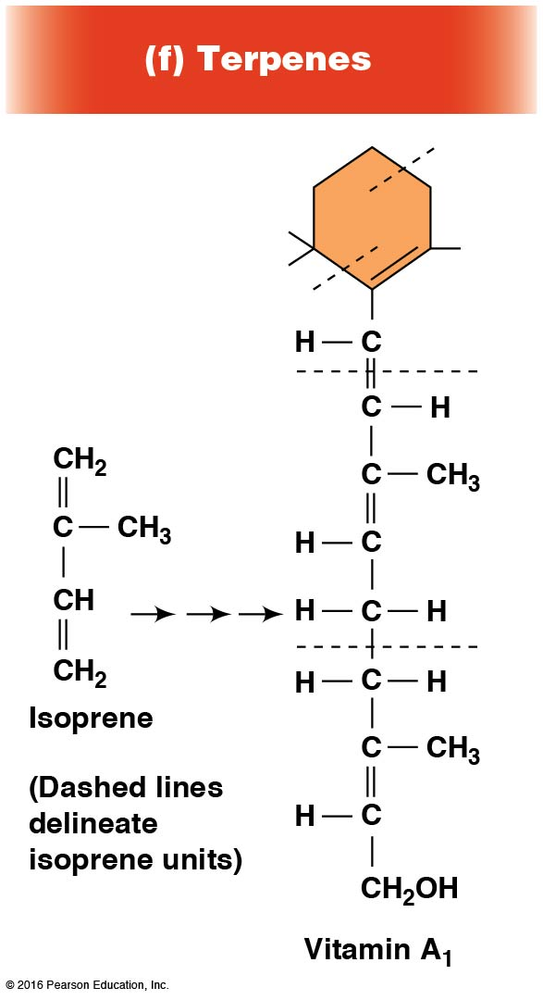 (f) Terpenes
H C
C H
CH2
C CH3
C CH3
H C
CH
H C H
CH2
H C H
Isoprene
C CH3
(Dashed lines
delineate
isoprene units)
H C
CH2OH
Vitamin A1
© 2016 Pearson Education, Inc.